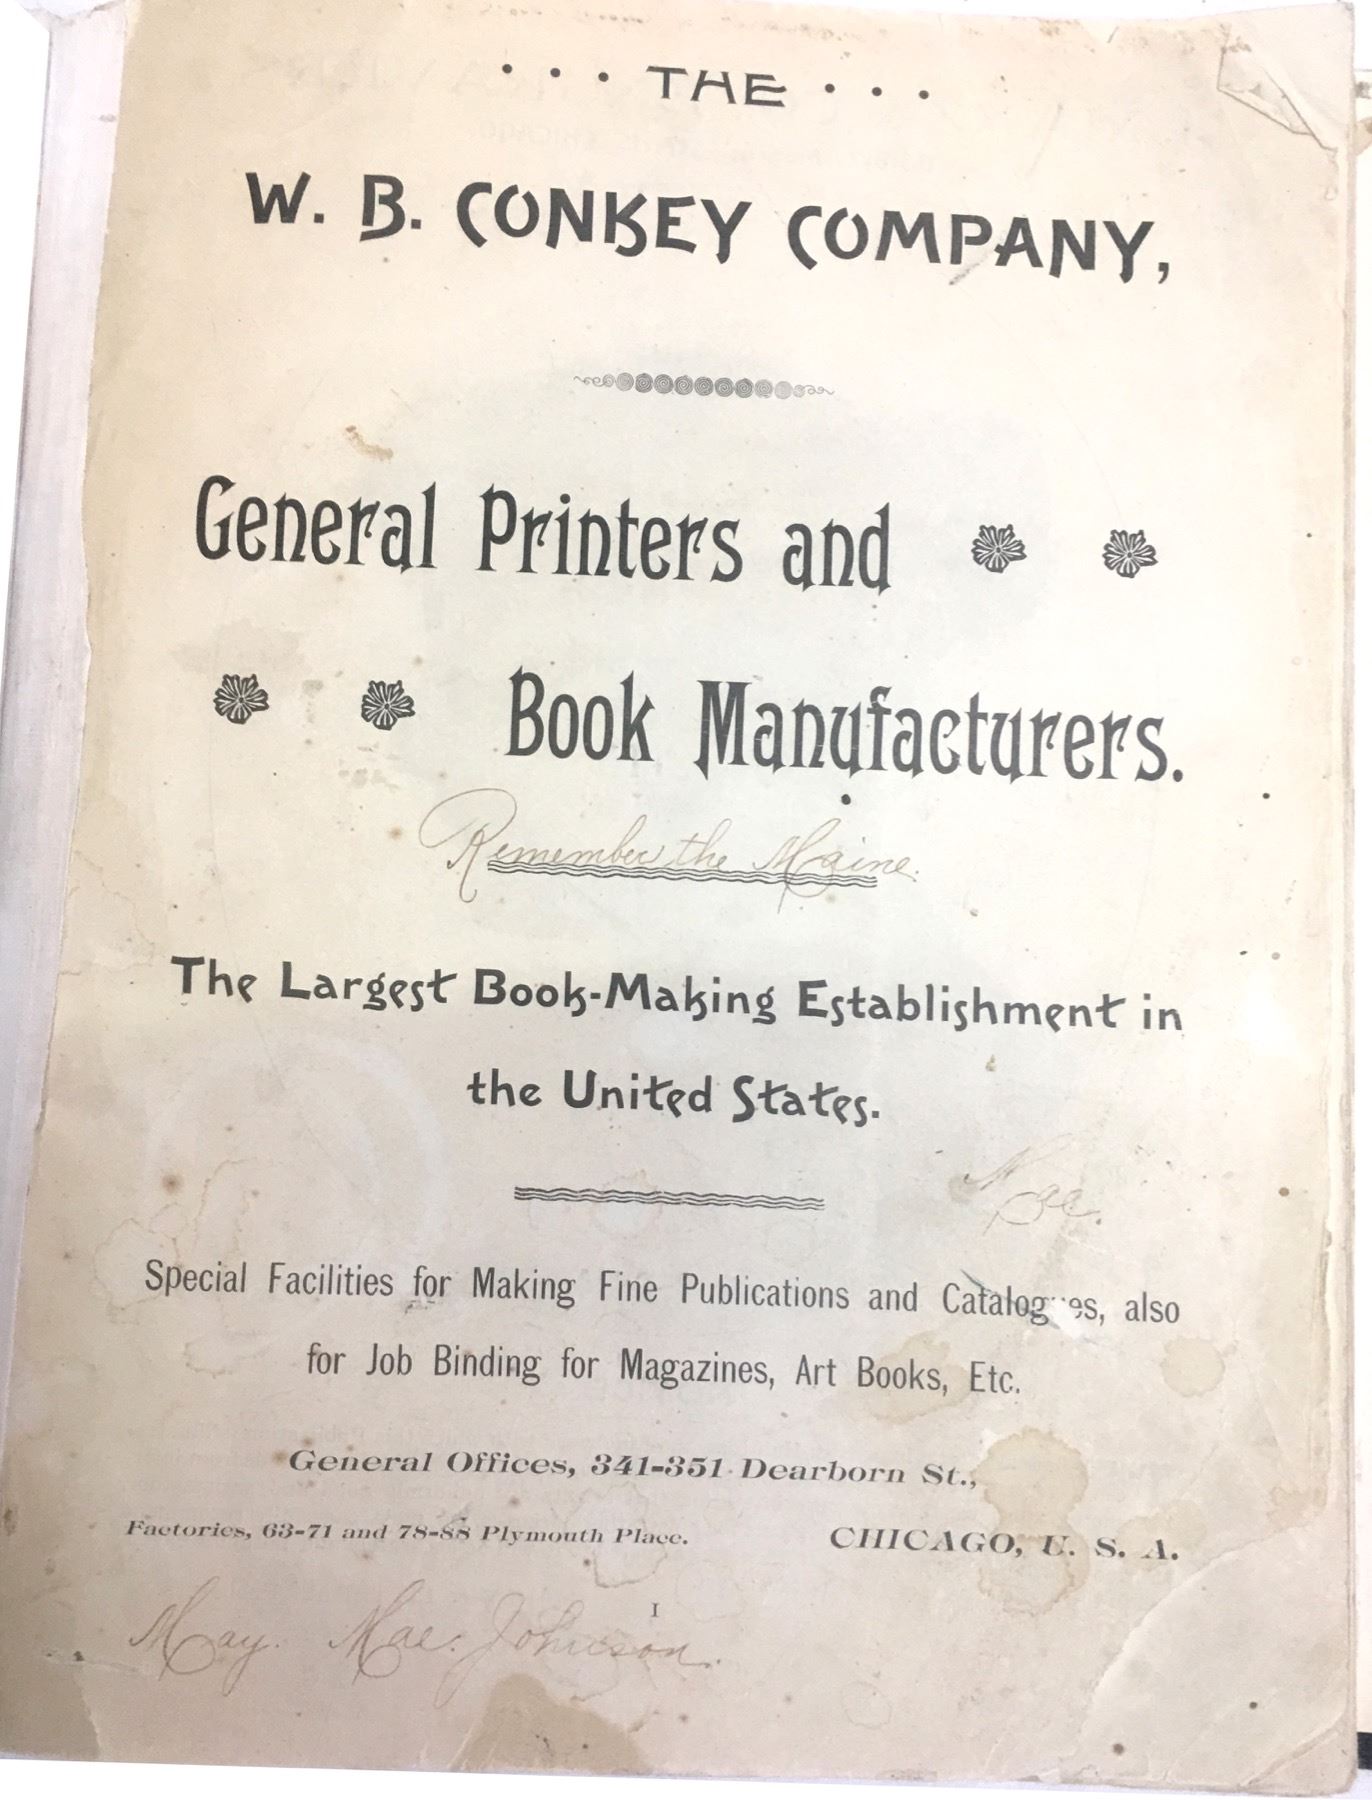 THE
W. B. CONKEY COMPANY,
General Printers and
Book Manufacturers.
Remember the Maine.
The Largest Book-Making Establishment in
the United States.
Mae.
Special Facilities for Making Fine Publications and Catalogues, also
for Job Binding for Magazines, Art Books, Etc.
General Offices, 341-351 Dearborn St.,
Factories, 63-71 and 78-88 Plymouth Place. CHICAGO, U. S. A.
1
May. Mae. Johnson.